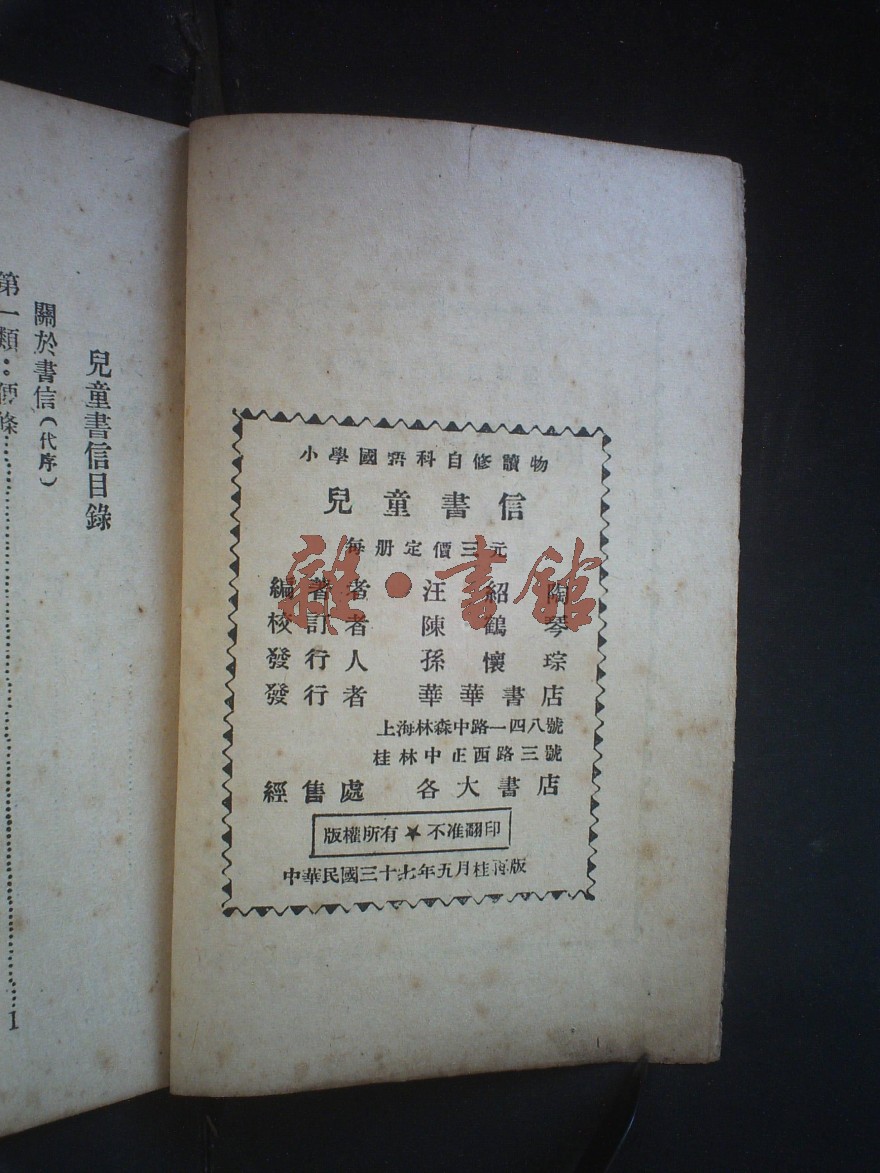 小學國語科自修讀物
兒童書信
每册定價三元
編著者 汪紹陶
校訂者 陳鶴琴
發行人 孫懷琮
發行者 華華書店
上海林森中路一四八號
桂林中正西路三號
經售處 各大書店
版權所有★不准翻印
中華民國三十七年五月桂再版
雜·書館
兒童書信目錄
關於書信(代序)
第一類:便條……1